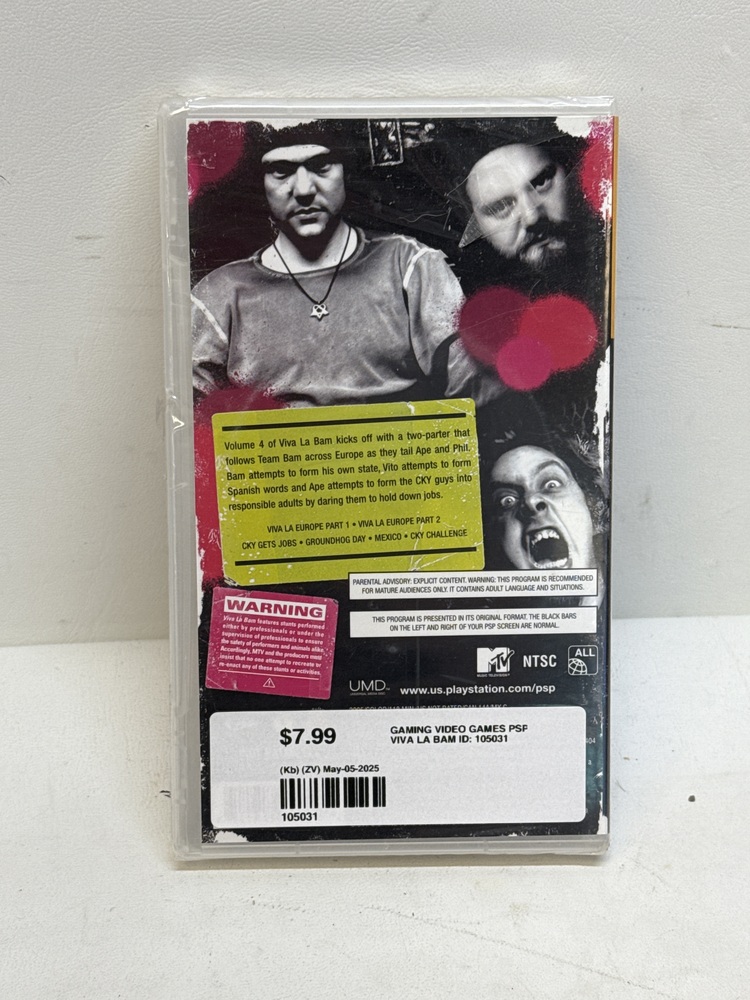 Volume 4 of Viva La Bam kicks off with a two-parter that
follows Team Bam across Europe as they tail Ape and Phil.
Bam attempts to form his own state, Vito attempts to form
Spanish words and Ape attempts to form the CKY guys into
responsible adults by daring them to hold down jobs.
VIVA LA EUROPE PART 1 • VIVA LA EUROPE PART 2
CKY GETS JOBS • GROUNDHOG DAY • MEXICO • CKY CHALLENGE
PARENTAL ADVISORY: EXPLICIT CONTENT. WARNING: THIS PROGRAM IS RECOMMENDED
FOR MATURE AUDIENCES ONLY. IT CONTAINS ADULT LANGUAGE AND SITUATIONS.
WARNING
Viva La Bam features stunts performed
either by professionals or under the
supervision of professionals to ensure
the safety of performers and animals alike.
Accordingly, MTV and the producers must
insist that no one attempt to recreate or
re-enact any of these stunts or activities.
THIS PROGRAM IS PRESENTED IN ITS ORIGINAL FORMAT. THE BLACK BARS
ON THE LEFT AND RIGHT OF YOUR PSP SCREEN ARE NORMAL.
MTV
MUSIC TELEVISION
NTSC
ALL
UMD
www.us.playstation.com/psp
$7.99
GAMING VIDEO GAMES PSP
VIVA LA BAM ID: 105031
(Kb) (ZV) May-05-2025
105031